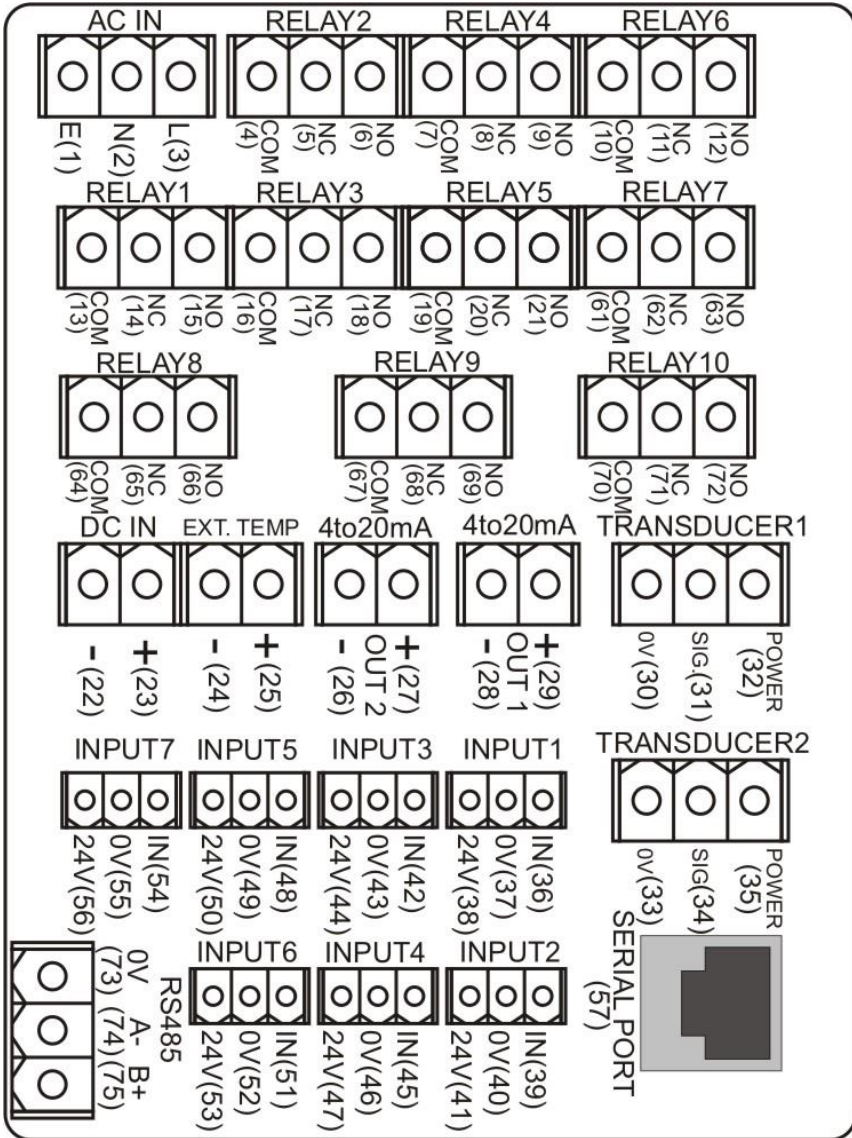 AC IN
E(1)
N(2)
L(3)
RELAY2
COM
(4)
NC
(5)
NO
(6)
RELAY4
COM
(7)
NC
(8)
NO
(9)
RELAY6
COM
(10)
NC
(11)
NO
(12)
RELAY1
COM
(13)
NC
(14)
NO
(15)
RELAY3
COM
(16)
NC
(17)
NO
(18)
RELAY5
COM
(19)
NC
(20)
NO
(21)
RELAY7
COM
(61)
NC
(62)
NO
(63)
RELAY8
COM
(64)
NC
(65)
NO
(66)
RELAY9
COM
(67)
NC
(68)
NO
(69)
RELAY10
COM
(70)
NC
(71)
NO
(72)
DC IN
-(22)
+(23)
EXT. TEMP
-(24)
+(25)
4to20mA
-(26)
OUT 2
+(27)
4to20mA
-(28)
OUT 1
+(29)
TRANSDUCER1
0V(30)
SIG.(31)
POWER
(32)
INPUT7
24V(56)
0V(55)
IN(54)
INPUT5
24V(50)
0V(49)
IN(48)
INPUT3
24V(44)
0V(43)
IN(42)
INPUT1
24V(38)
0V(37)
IN(36)
TRANSDUCER2
0V(33)
SIG(34)
POWER
(35)
RS485
0V
(73)
A-
(74)
B+
(75)
INPUT6
24V(53)
0V(52)
IN(51)
INPUT4
24V(47)
0V(46)
IN(45)
INPUT2
24V(41)
0V(40)
IN(39)
SERIAL PORT
(57)